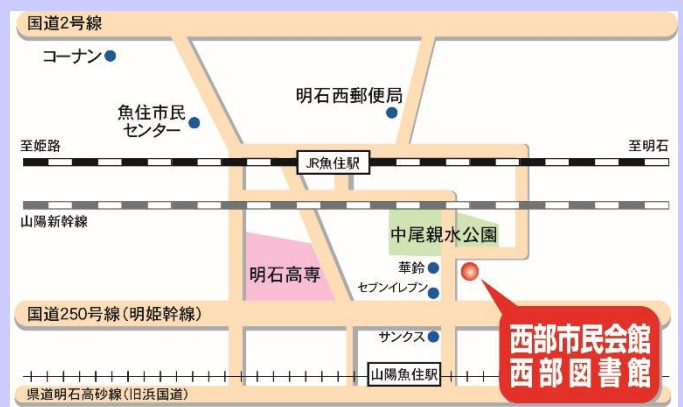 国道2号線
コーナン
明石西郵便局
魚住市民
センター
至姫路
JR魚住駅
至明石
山陽新幹線
中尾親水公園
明石高専
華鈴
セブンイレブン
国道250号線(明姫幹線)
サンクス
西部市民会館
西部図書館
山陽魚住駅
県道明石高砂線(旧浜国道)